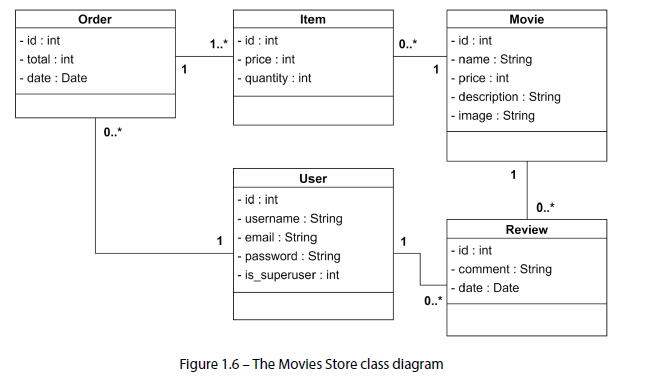 Order
- id : int
- total : int
- date : Date
1
1..*
Item
- id : int
- price : int
- quantity : int
0..*
1
Movie
- id : int
- name : String
- price : int
- description : String
- image : String
0..*
1
User
- id : int
- username : String
- email : String
- password : String
- is_superuser : int
1
0..*
1
0..*
Review
- id : int
- comment : String
- date : Date
Figure 1.6 – The Movies Store class diagram